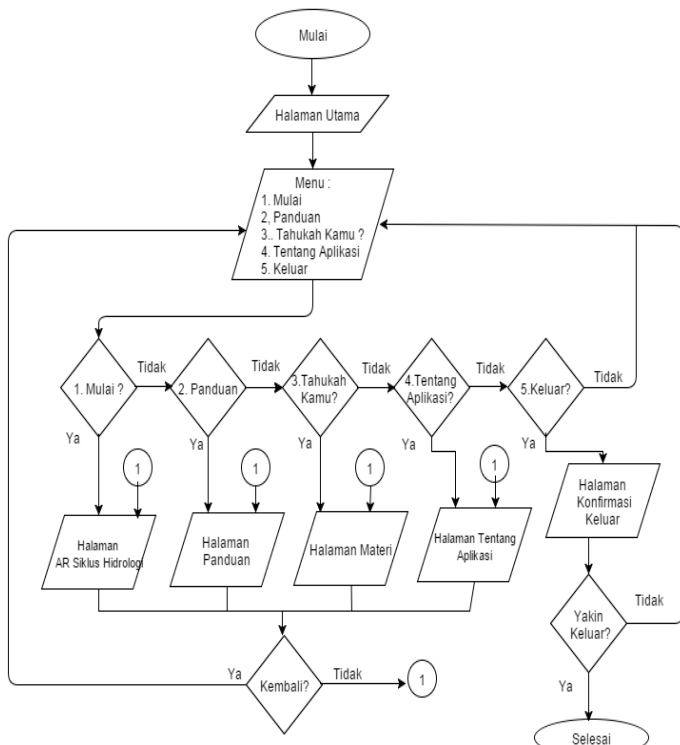 Mulai
Halaman Utama
Menu :
1. Mulai
2, Panduan
3.. Tahukah Kamu ?
4. Tentang Aplikasi
5. Keluar
1. Mulai ?
Tidak
2. Panduan
Tidak
3.Tahukah
Kamu?
Tidak
4.Tentang
Aplikasi?
Tidak
5.Keluar?
Tidak
Ya
Ya
Ya
Ya
Ya
1
1
1
1
Halaman
AR Siklus Hidrologi
Halaman
Panduan
Halaman Materi
Halaman Tentang
Aplikasi
Halaman
Konfirmasi
Keluar
Yakin
Keluar?
Tidak
Ya
Ya
Kembali?
Tidak
1
Selesai